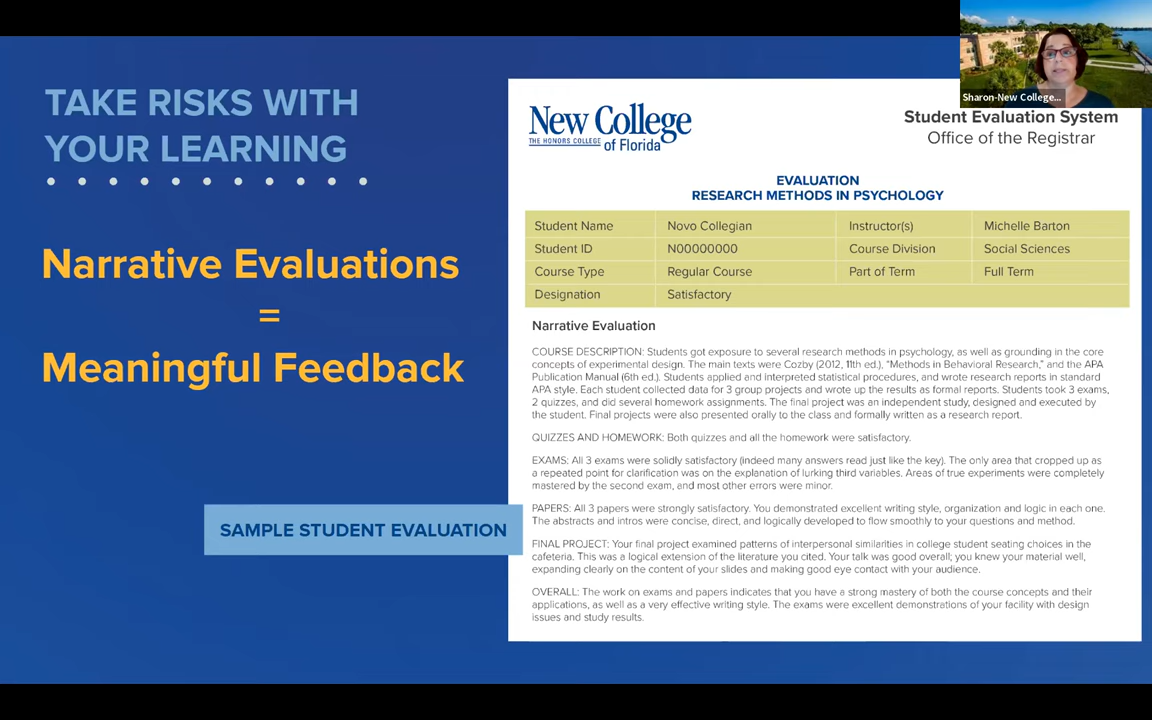 TAKE RISKS WITH
YOUR LEARNING
Narrative Evaluations
=
Meaningful Feedback
SAMPLE STUDENT EVALUATION
Sharon-New College...
New College
THE HONORS COLLEGE
of Florida
Student Evaluation System
Office of the Registrar
EVALUATION
RESEARCH METHODS IN PSYCHOLOGY
Student Name Novo Collegian Instructor(s) Michelle Barton
Student ID N00000000 Course Division Social Sciences
Course Type Regular Course Part of Term Full Term
Designation Satisfactory
Narrative Evaluation
COURSE DESCRIPTION: Students got exposure to several research methods in psychology, as well as grounding in the core
concepts of experimental design. The main texts were Cozby (2012, 11th ed.), "Methods in Behavioral Research," and the APA
Publication Manual (6th ed.). Students applied and interpreted statistical procedures, and wrote research reports in standard
APA style. Each student collected data for 3 group projects and wrote up the results as formal reports. Students took 3 exams,
2 quizzes, and did several homework assignments. The final project was an independent study, designed and executed by
the student. Final projects were also presented orally to the class and formally written as a research report.
QUIZZES AND HOMEWORK: Both quizzes and all the homework were satisfactory.
EXAMS: All 3 exams were solidly satisfactory (indeed many answers read just like the key). The only area that cropped up as
a repeated point for clarification was on the explanation of lurking third variables. Areas of true experiments were completely
mastered by the second exam, and most other errors were minor.
PAPERS: All 3 papers were strongly satisfactory. You demonstrated excellent writing style, organization and logic in each one.
The abstracts and intros were concise, direct, and logically developed to flow smoothly to your questions and method.
FINAL PROJECT: Your final project examined patterns of interpersonal similarities in college student seating choices in the
cafeteria. This was a logical extension of the literature you cited. Your talk was good overall; you knew your material well,
expanding clearly on the content of your slides and making good eye contact with your audience.
OVERALL: The work on exams and papers indicates that you have a strong mastery of both the course concepts and their
applications, as well as a very effective writing style. The exams were excellent demonstrations of your facility with design
issues and study results.